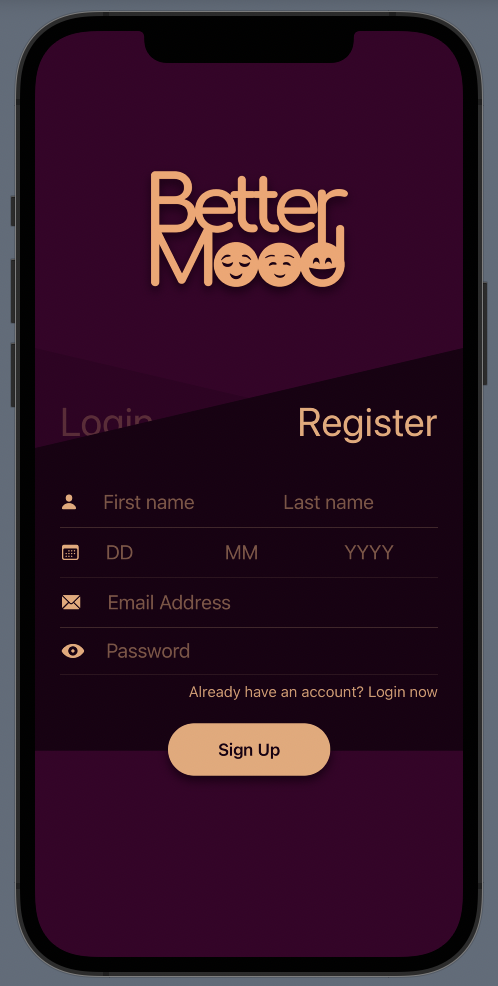 Better
Mood
Login
Register
First name
Last name
DD
MM
YYYY
Email Address
Password
Already have an account? Login now
Sign Up